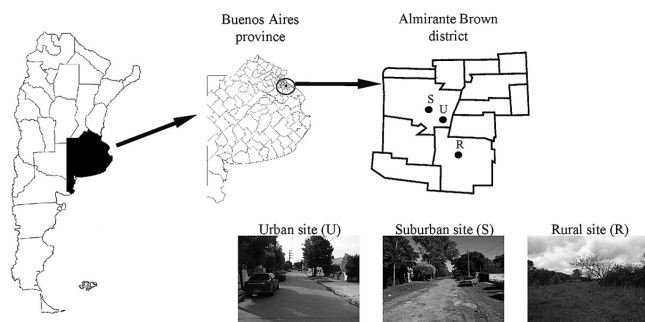 Buenos Aires
province
Almirante Brown
district
S
U
R
Urban site (U)
Suburban site (S)
Rural site (R)